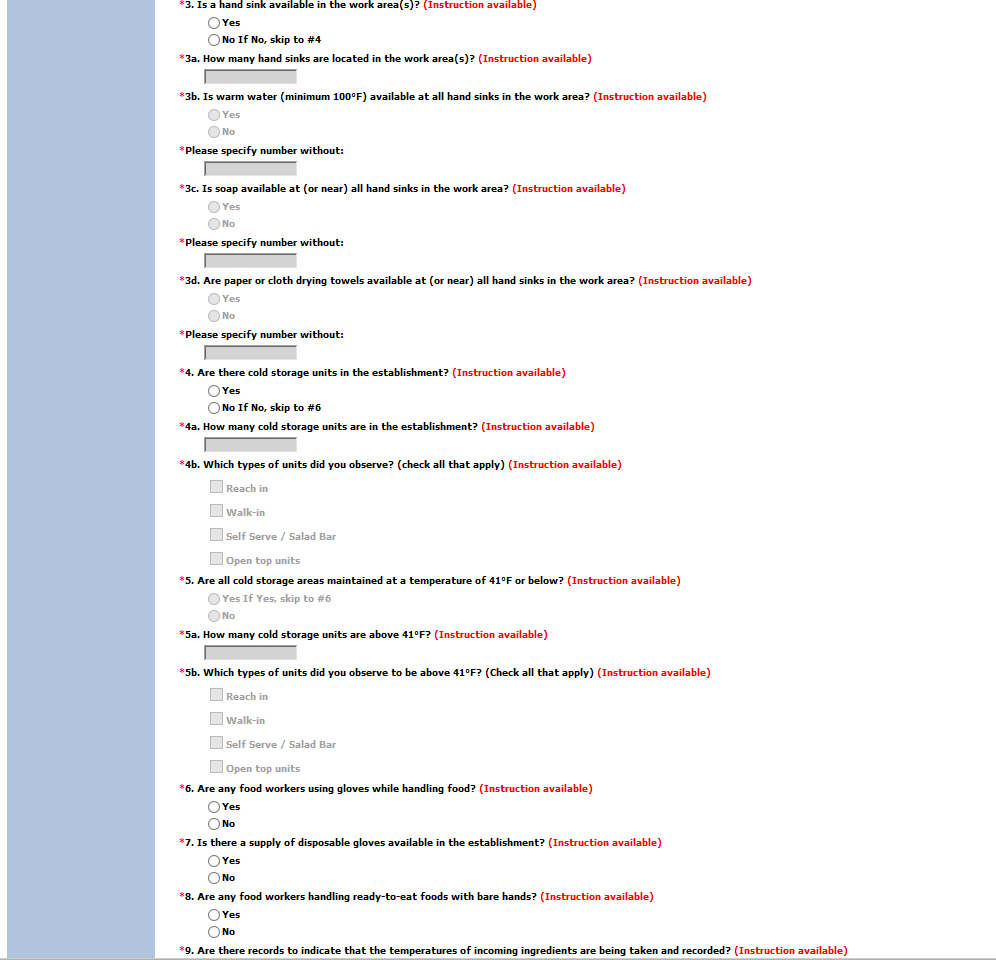 *3. Is a hand sink available in the work area(s)? (Instruction available)
Yes
No If No, skip to #4
*3a. How many hand sinks are located in the work area(s)? (Instruction available)
*3b. Is warm water (minimum 100°F) available at all hand sinks in the work area? (Instruction available)
Yes
No
*Please specify number without:
*3c. Is soap available at (or near) all hand sinks in the work area? (Instruction available)
Yes
No
*Please specify number without:
*3d. Are paper or cloth drying towels available at (or near) all hand sinks in the work area? (Instruction available)
Yes
No
*Please specify number without:
*4. Are there cold storage units in the establishment? (Instruction available)
Yes
No If No, skip to #6
*4a. How many cold storage units are in the establishment? (Instruction available)
*4b. Which types of units did you observe? (check all that apply) (Instruction available)
Reach in
Walk-in
Self Serve / Salad Bar
Open top units
*5. Are all cold storage areas maintained at a temperature of 41°F or below? (Instruction available)
Yes If Yes, skip to #6
No
*5a. How many cold storage units are above 41°F? (Instruction available)
*5b. Which types of units did you observe to be above 41°F? (Check all that apply) (Instruction available)
Reach in
Walk-in
Self Serve / Salad Bar
Open top units
*6. Are any food workers using gloves while handling food? (Instruction available)
Yes
No
*7. Is there a supply of disposable gloves available in the establishment? (Instruction available)
Yes
No
*8. Are any food workers handling ready-to-eat foods with bare hands? (Instruction available)
Yes
No
*9. Are there records to indicate that the temperatures of incoming ingredients are being taken and recorded? (Instruction available)